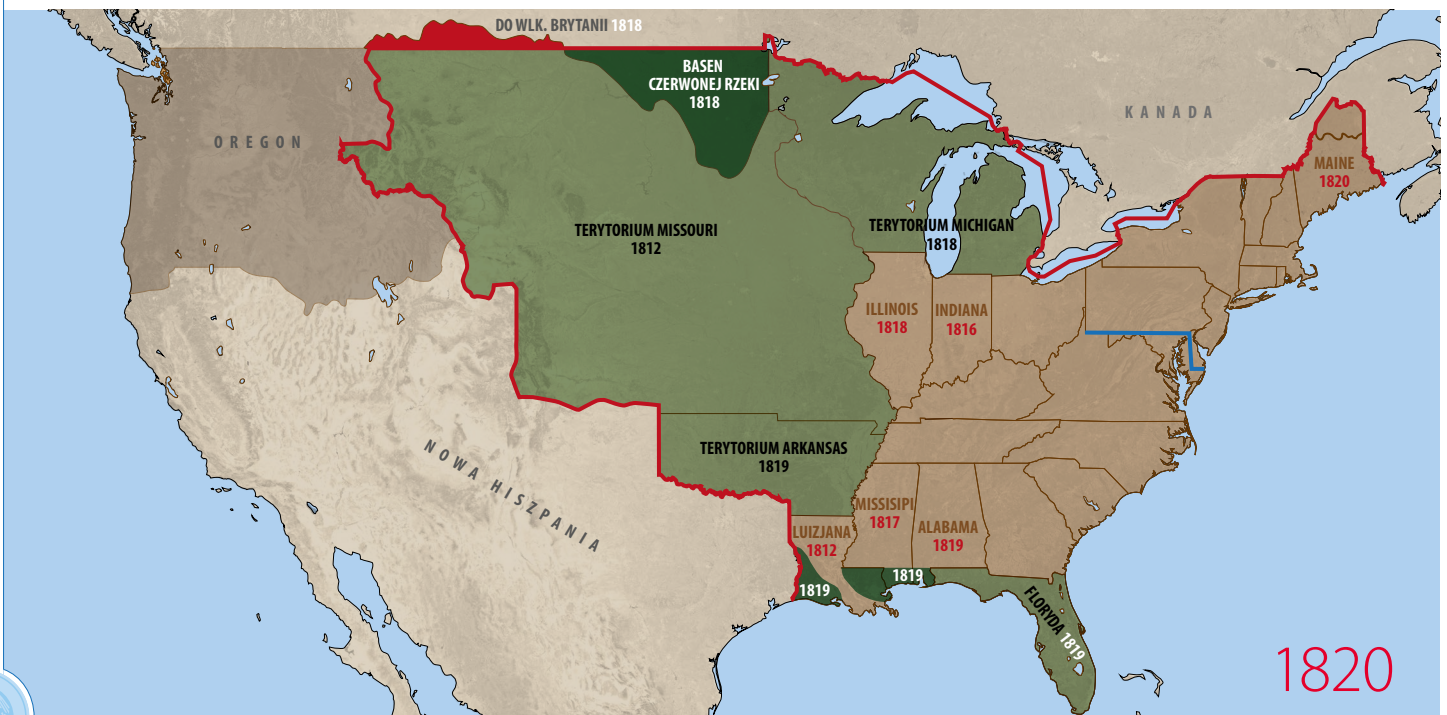 DO WLK. BRYTANII 1818
BASEN
CZERWONEJ RZEKI
1818
KANADA
OREGON
MAINE
1820
TERYTORIUM MISSOURI
1812
TERYTORIUM MICHIGAN
1818
ILLINOIS
1818
INDIANA
1816
TERYTORIUM ARKANSAS
1819
NOWA HISZPANIA
MISSISIPI
1817
LUIZJANA
1812
ALABAMA
1819
1819
1819
FLORYDA 1819
1820